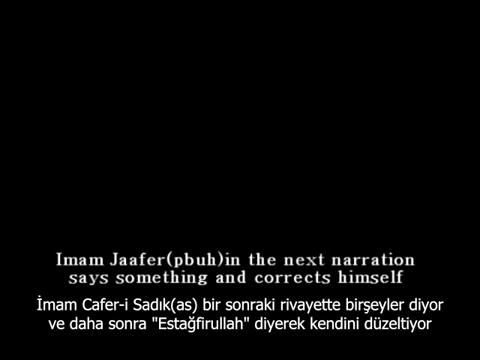 Imam Jaafer(pbuh)in the next narration
says something and corrects himself
İmam Cafer-i Sadık(as) bir sonraki rivayette birşeyler diyor
ve daha sonra "Estağfirullah" diyerek kendini düzeltiyor